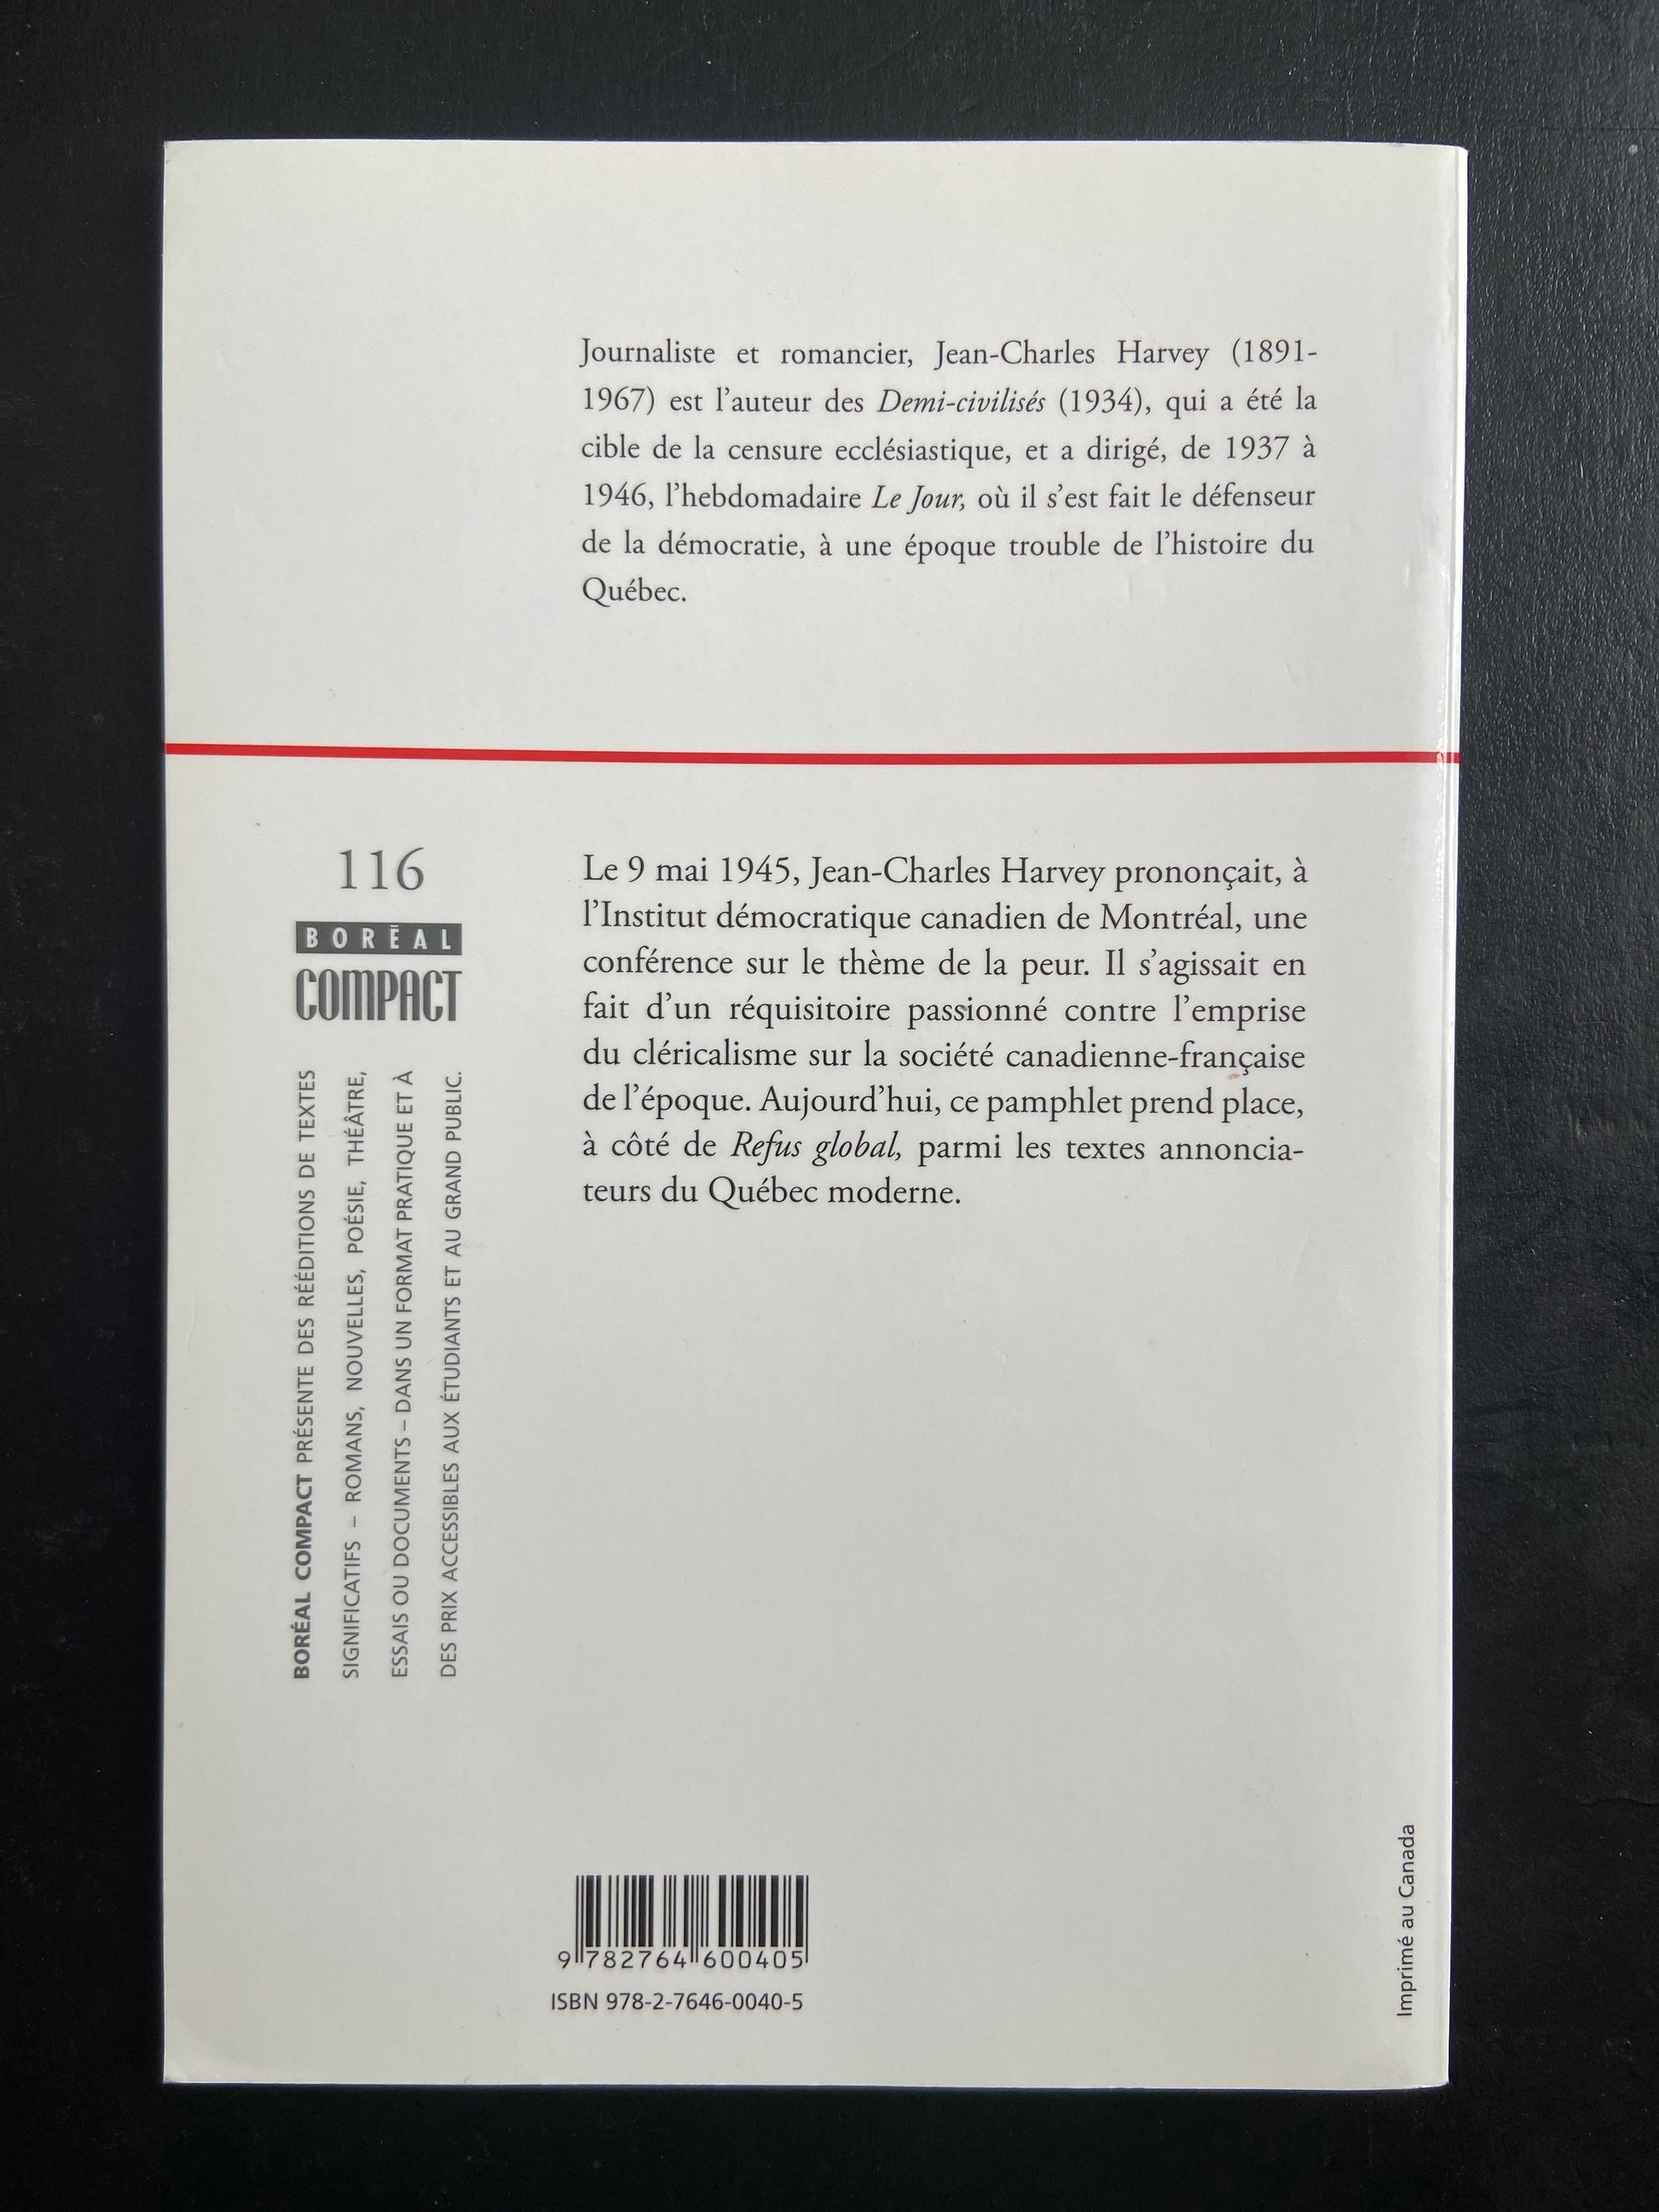 Journaliste et romancier, Jean-Charles Harvey (1891-
1967) est l'auteur des Demi-civilisés (1934), qui a été la
cible de la censure ecclésiastique, et a dirigé, de 1937 à
1946, l'hebdomadaire Le Jour, où il s'est fait le défenseur
de la démocratie, à une époque trouble de l'histoire du
Québec.
116
BORÉAL
COMPACT
BORÉAL COMPACT PRÉSENTE DES RÉÉDITIONS DE TEXTES
SIGNIFICATIFS – ROMANS, NOUVELLES, POÉSIE, THÉÂTRE,
ESSAIS OU DOCUMENTS – DANS UN FORMAT PRATIQUE ET À
DES PRIX ACCESSIBLES AUX ÉTUDIANTS ET AU GRAND PUBLIC.
Le 9 mai 1945, Jean-Charles Harvey prononçait, à
l'Institut démocratique canadien de Montréal, une
conférence sur le thème de la peur. Il s'agissait en
fait d'un réquisitoire passionné contre l'emprise
du cléricalisme sur la société canadienne-française
de l'époque. Aujourd'hui, ce pamphlet prend place,
à côté de Refus global, parmi les textes annoncia-
teurs du Québec moderne.
9 782764 600405
ISBN 978-2-7646-0040-5
Imprimé au Canada